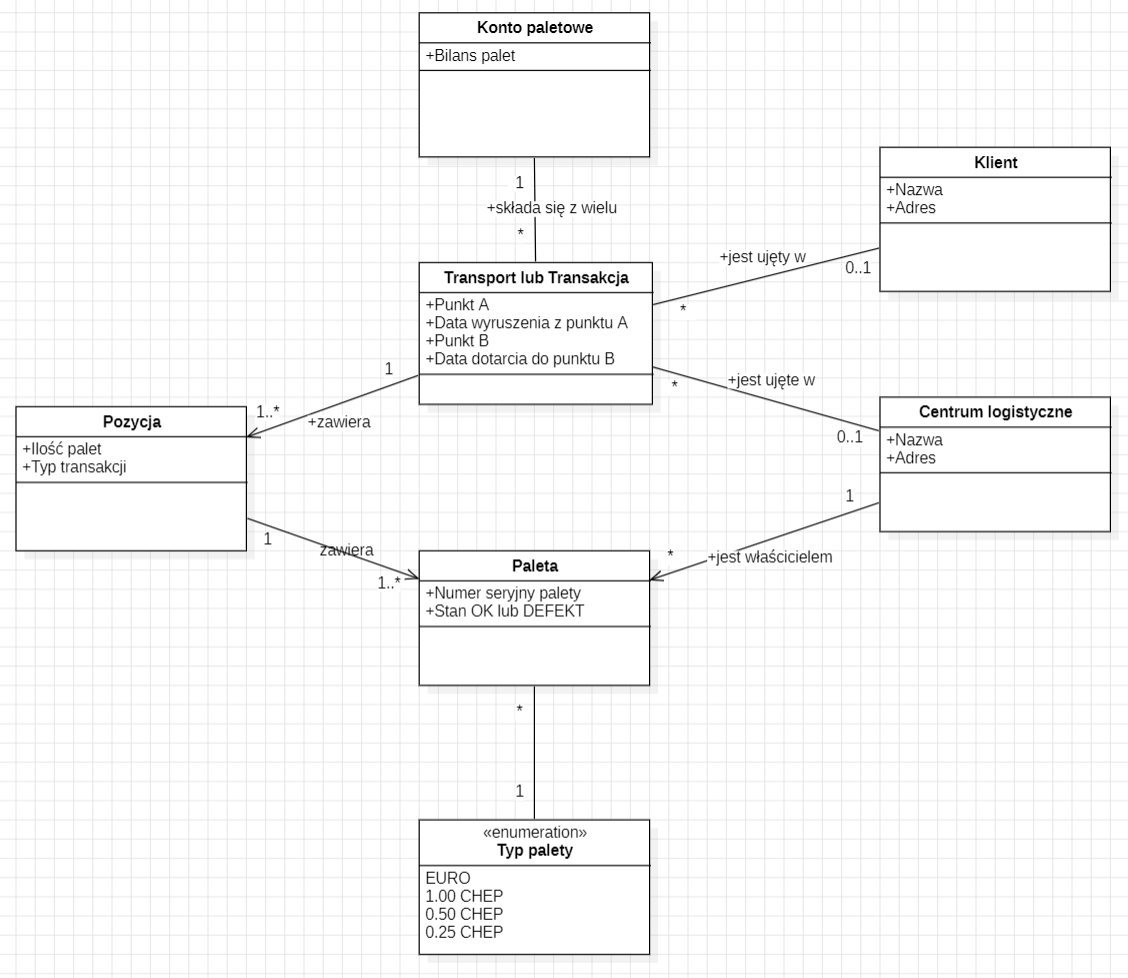 Konto paletowe
+Bilans palet
1
+składa się z wielu
*
Klient
+Nazwa
+Adres
+jest ujęty w
0..1
*
Transport lub Transakcja
+Punkt A
+Data wyruszenia z punktu A
+Punkt B
+Data dotarcia do punktu B
1
1..*
+zawiera
*
+jest ujęte w
0..1
Centrum logistyczne
+Nazwa
+Adres
Pozycja
+Ilość palet
+Typ transakcji
1
zawiera
1..*
1
*
+jest właścicielem
Paleta
+Numer seryjny palety
+Stan OK lub DEFEKT
*
1
«enumeration»
Typ palety
EURO
1.00 CHEP
0.50 CHEP
0.25 CHEP